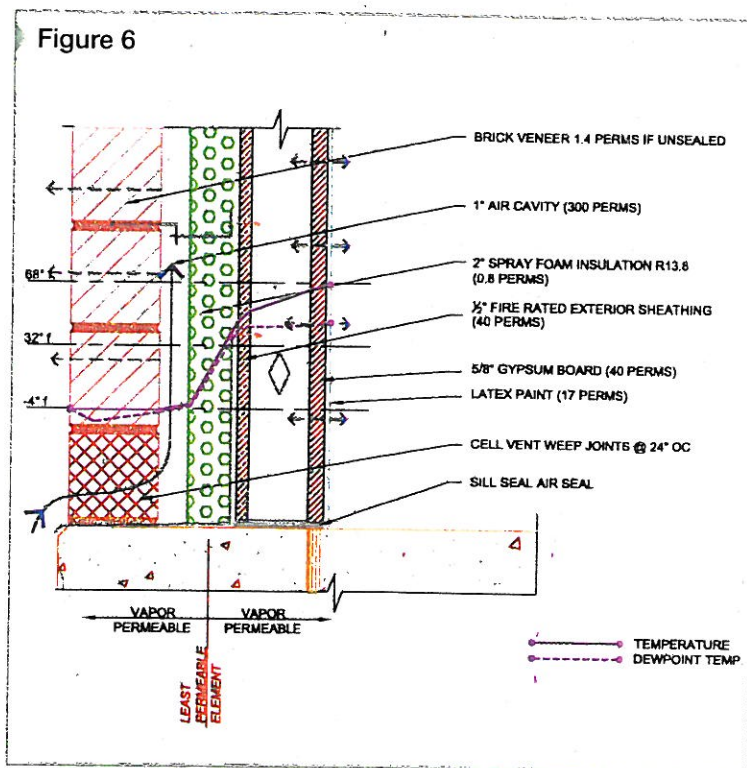 Figure 6
BRICK VENEER 1.4 PERMS IF UNSEALED
1" AIR CAVITY (300 PERMS)
2" SPRAY FOAM INSULATION R13.8
(0.8 PERMS)
½" FIRE RATED EXTERIOR SHEATHING
(40 PERMS)
5/8" GYPSUM BOARD (40 PERMS)
LATEX PAINT (17 PERMS)
CELL VENT WEEP JOINTS @ 24" OC
SILL SEAL AIR SEAL
68° f
32° f
-4° f
VAPOR
PERMEABLE
VAPOR
PERMEABLE
LEAST
PERMEABLE
ELEMENT
TEMPERATURE
DEWPOINT TEMP